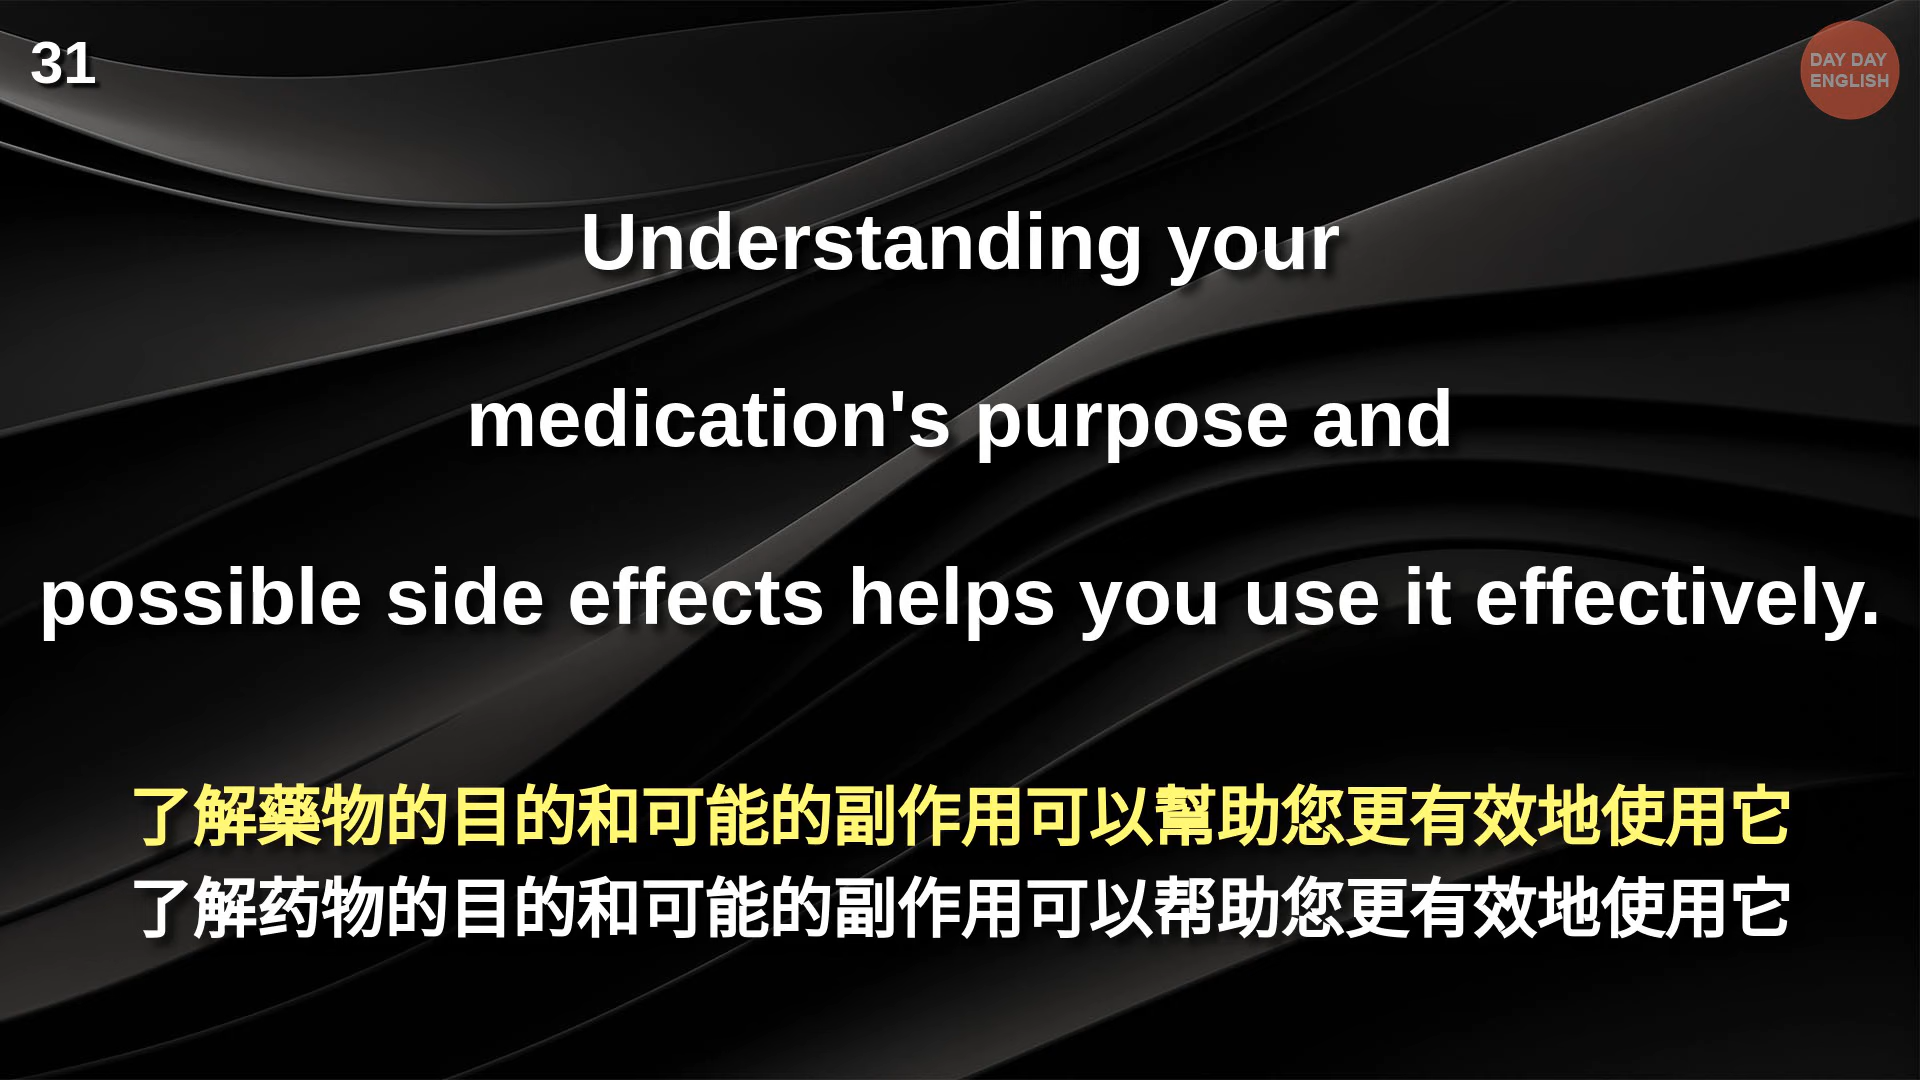 31
DAY DAY
ENGLISH
Understanding your
medication's purpose and
possible side effects helps you use it effectively.
了解藥物的目的和可能的副作用可以幫助您更有效地使用它
了解药物的目的和可能的副作用可以帮助您更有效地使用它